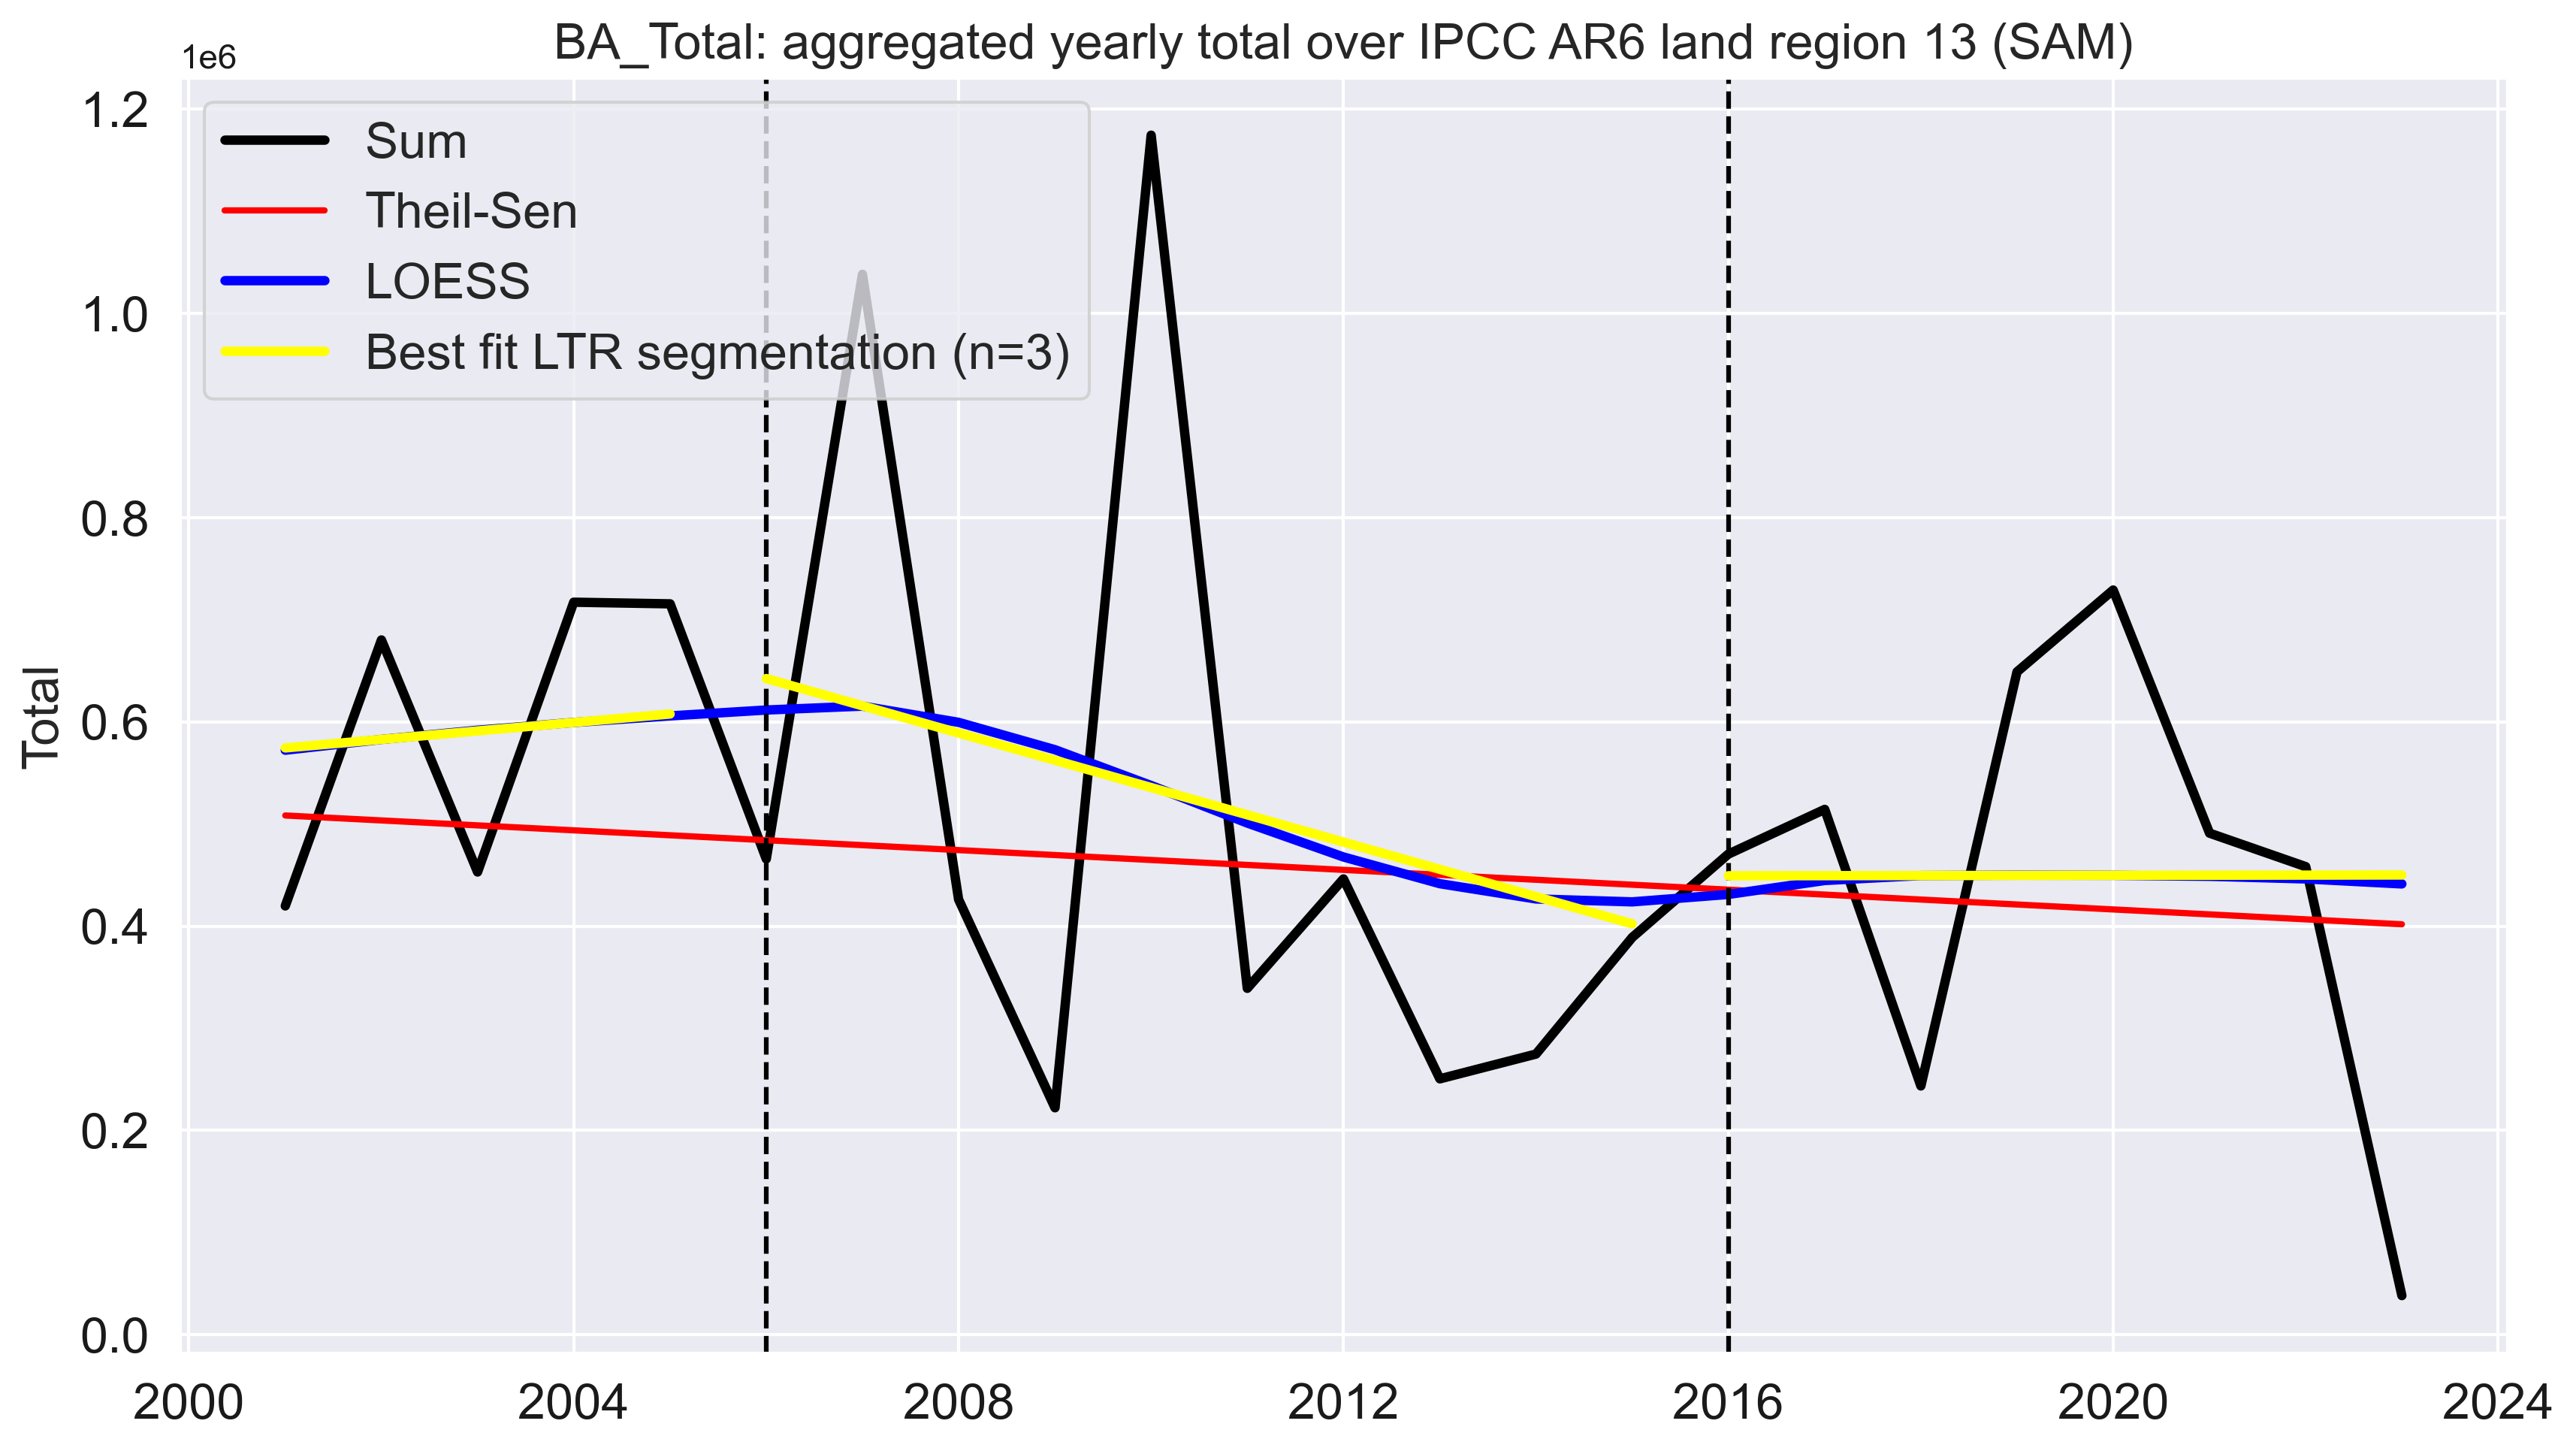 BA_Total: aggregated yearly total over IPCC AR6 land region 13 (SAM)
1e6
1.2
1.0
0.8
0.6
0.4
0.2
0.0
Total
Sum
Theil-Sen
LOESS
Best fit LTR segmentation (n=3)
2000 2004 2008 2012 2016 2020 2024